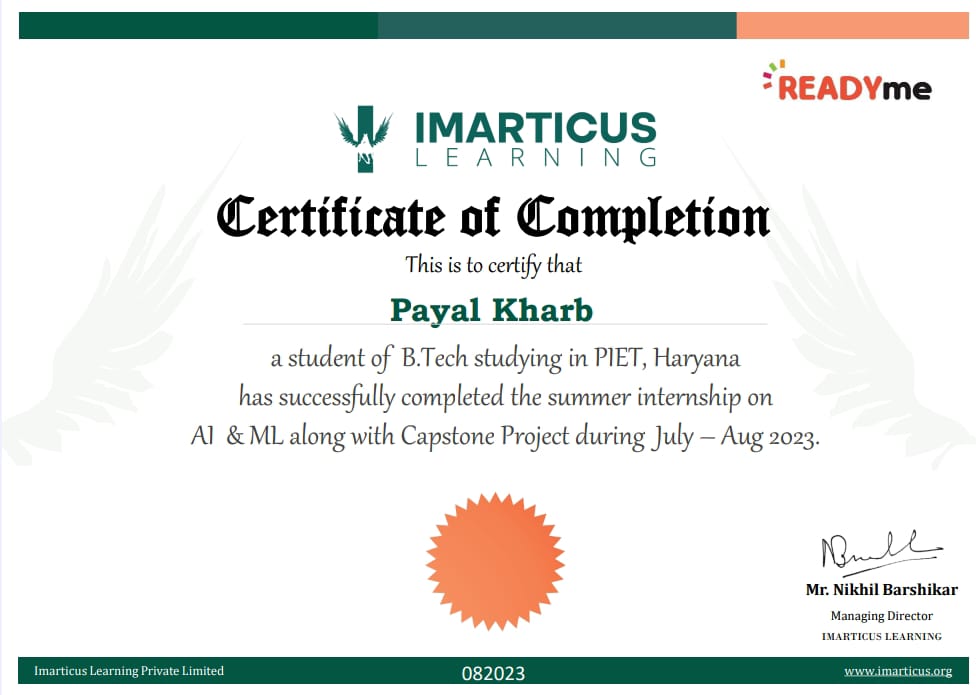 READYme
IMARTICUS
LEARNING
Certificate of Completion
This is to certify that
Payal Kharb
a student of B.Tech studying in PIET, Haryana
has successfully completed the summer internship on
AI & ML along with Capstone Project during July – Aug 2023.
Mr. Nikhil Barshikar
Managing Director
IMARTICUS LEARNING
Imarticus Learning Private Limited
082023
www.imarticus.org